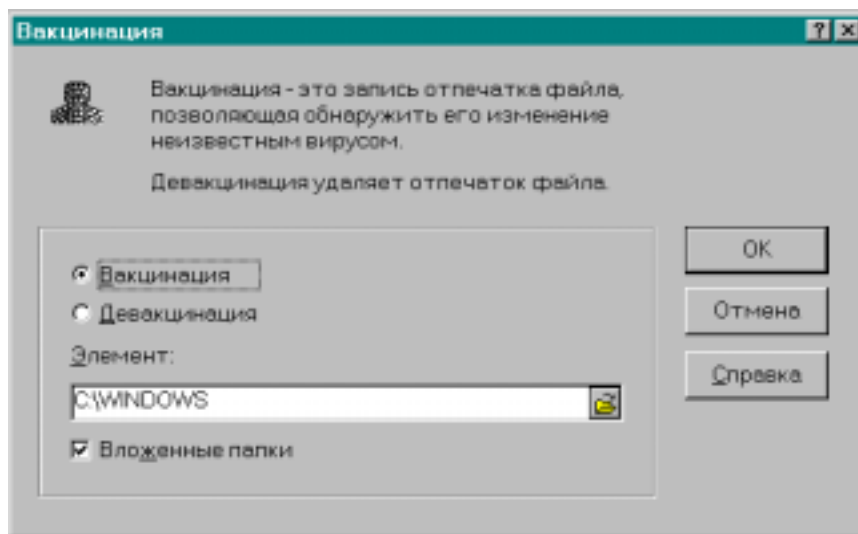 Вакцинация
Вакцинация - это запись отпечатка файла,
позволяющая обнаружить его изменение
неизвестным вирусом.
Девакцинация удаляет отпечаток файла.
Вакцинация
Девакцинация
Элемент:
C:\WINDOWS
Вложенные папки
OK
Отмена
Справка